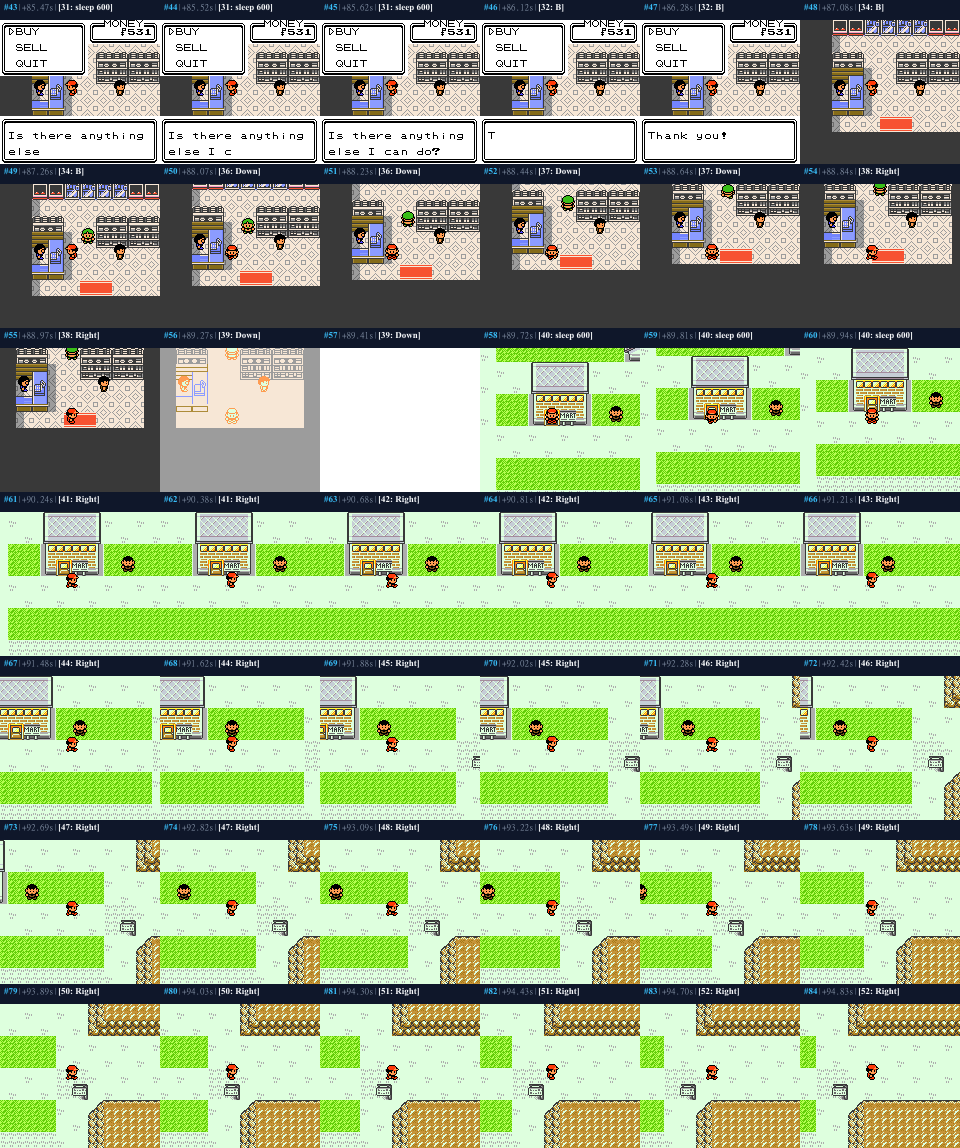 #43|+85.47s| [31: sleep 600]
#44|+85.52s| [31: sleep 600]
#45|+85.62s| [31: sleep 600]
#46|+86.12s| [32: B]
#47|+86.28s| [32: B]
#48|+87.08s| [34: B]
BUY
SELL
QUIT
MONEY
₽531
Is there anything
else
BUY
SELL
QUIT
MONEY
₽531
Is there anything
else I c
BUY
SELL
QUIT
MONEY
₽531
Is there anything
else I can do?
BUY
SELL
QUIT
MONEY
₽531
T
BUY
SELL
QUIT
MONEY
₽531
Thank you!
#49|+87.26s| [34: B]
#50|+88.07s| [36: Down]
#51|+88.23s| [36: Down]
#52|+88.44s| [37: Down]
#53|+88.64s| [37: Down]
#54|+88.84s| [38: Right]
#55|+88.97s| [38: Right]
#56|+89.27s| [39: Down]
#57|+89.41s| [39: Down]
#58|+89.72s| [40: sleep 600]
#59|+89.81s| [40: sleep 600]
#60|+89.94s| [40: sleep 600]
MART
MART
MART
#61|+90.24s| [41: Right]
#62|+90.38s| [41: Right]
#63|+90.68s| [42: Right]
#64|+90.81s| [42: Right]
#65|+91.08s| [43: Right]
#66|+91.21s| [43: Right]
MART
MART
MART
MART
MART
MART
#67|+91.48s| [44: Right]
#68|+91.62s| [44: Right]
#69|+91.88s| [45: Right]
#70|+92.02s| [45: Right]
#71|+92.28s| [46: Right]
#72|+92.42s| [46: Right]
MART
MART
MART
MART
#73|+92.69s| [47: Right]
#74|+92.82s| [47: Right]
#75|+93.09s| [48: Right]
#76|+93.22s| [48: Right]
#77|+93.49s| [49: Right]
#78|+93.63s| [49: Right]
#79|+93.89s| [50: Right]
#80|+94.03s| [50: Right]
#81|+94.30s| [51: Right]
#82|+94.43s| [51: Right]
#83|+94.70s| [52: Right]
#84|+94.83s| [52: Right]